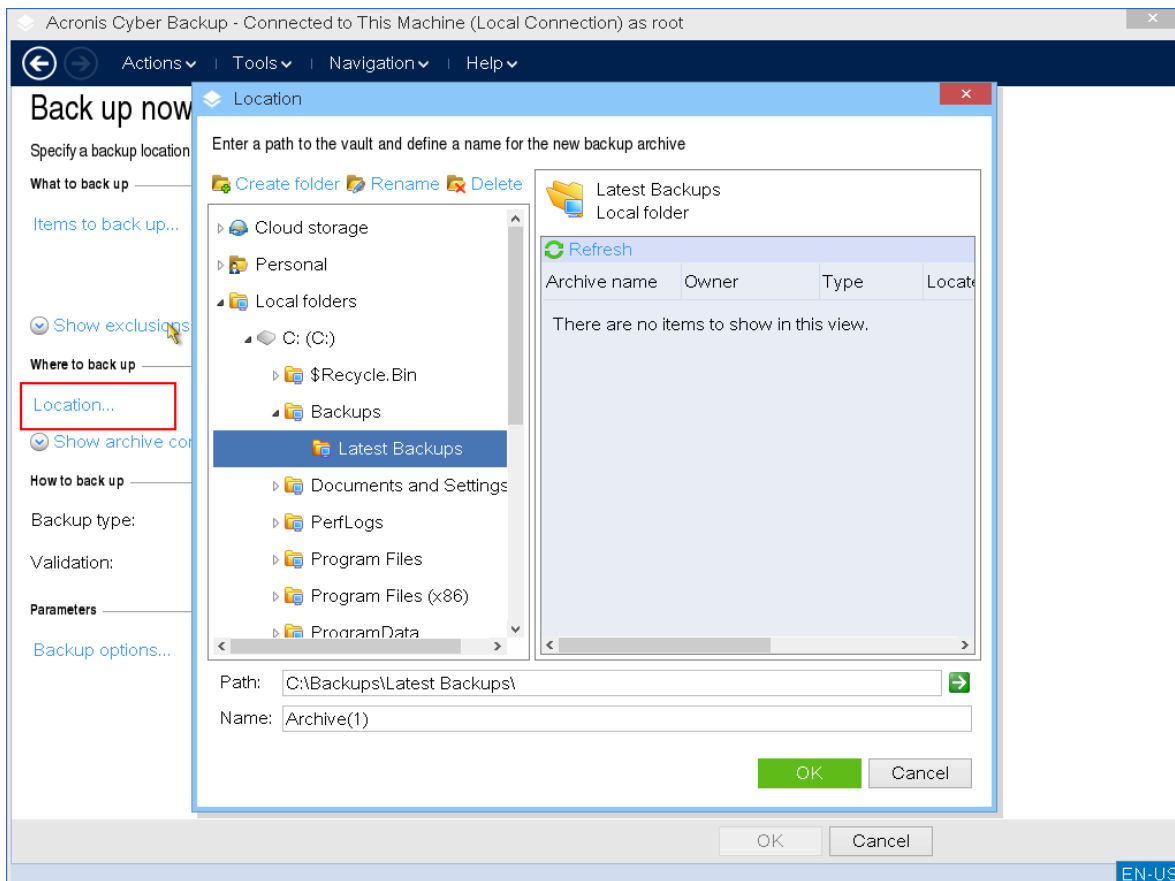 Acronis Cyber Backup - Connected to This Machine (Local Connection) as root
Actions Tools Navigation Help
Back up now
Specify a backup location
What to back up
Items to back up...
Show exclusions
Where to back up
Location...
Show archive
How to back up
Backup type:
Validation:
Parameters
Backup options...
Location
Enter a path to the vault and define a name for the new backup archive
Create folder Rename Delete
Cloud storage
Personal
Local folders
C: (C:)
$Recycle.Bin
Backups
Latest Backups
Documents and Settings
PerfLogs
Program Files
Program Files (x86)
ProgramData
Latest Backups
Local folder
Refresh
Archive name Owner Type
There are no items to show in this view.
Path: C:\Backups\Latest Backups\
Name: Archive(1)
OK Cancel
OK Cancel
EN-US